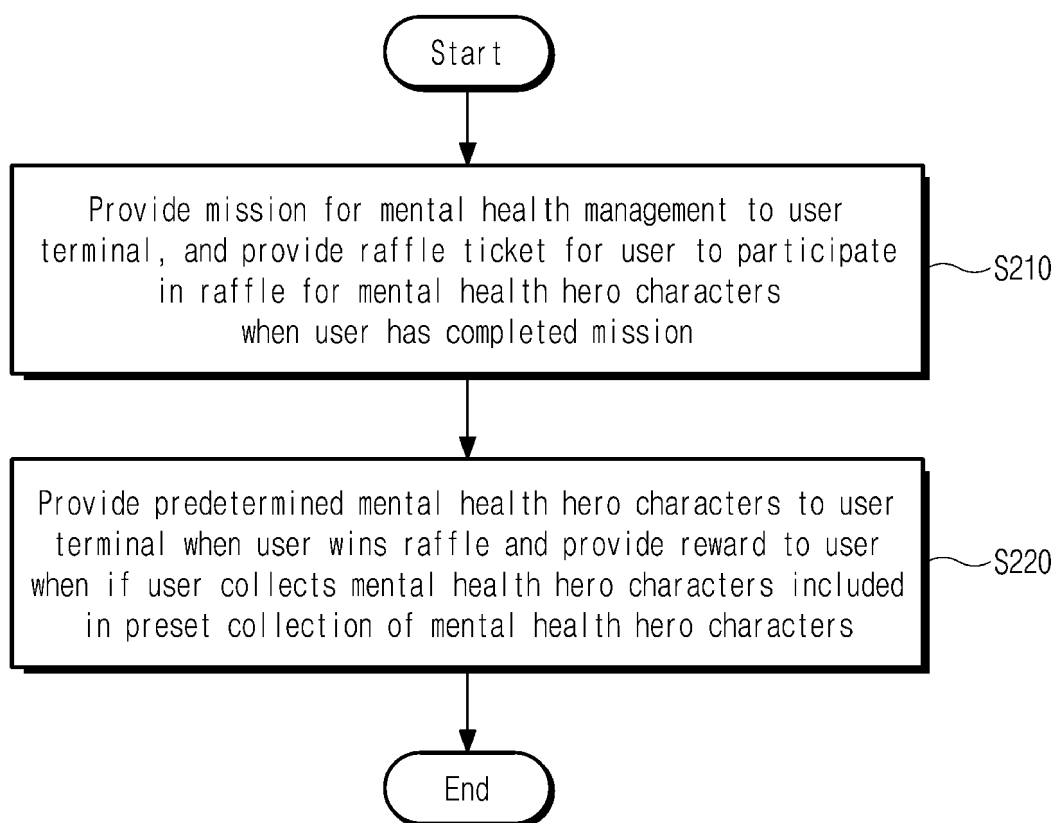 Start
Provide mission for mental health management to user
terminal, and provide raffle ticket for user to participate
in raffle for mental health hero characters
when user has completed mission
S210
Provide predetermined mental health hero characters to user
terminal when user wins raffle and provide reward to user
when if user collects mental health hero characters included
in preset collection of mental health hero characters
S220
End